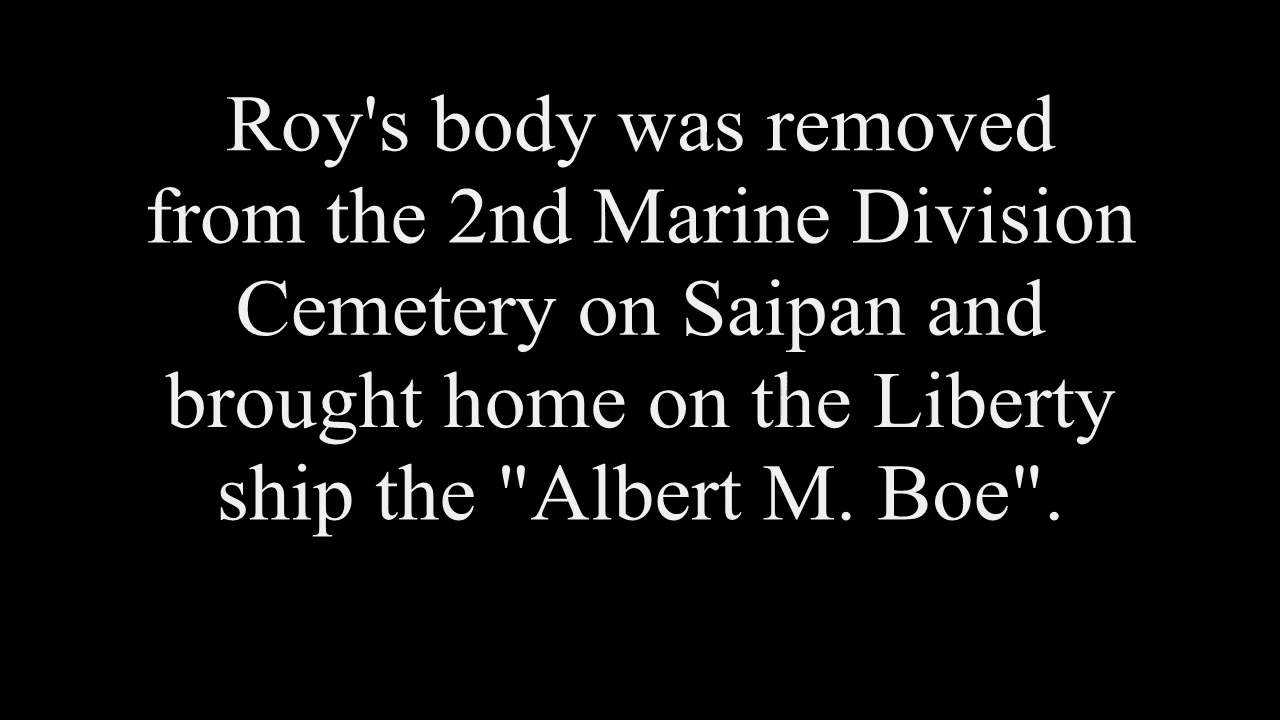 Roy's body was removed
from the 2nd Marine Division
Cemetery on Saipan and
brought home on the Liberty
ship the "Albert M. Boe".